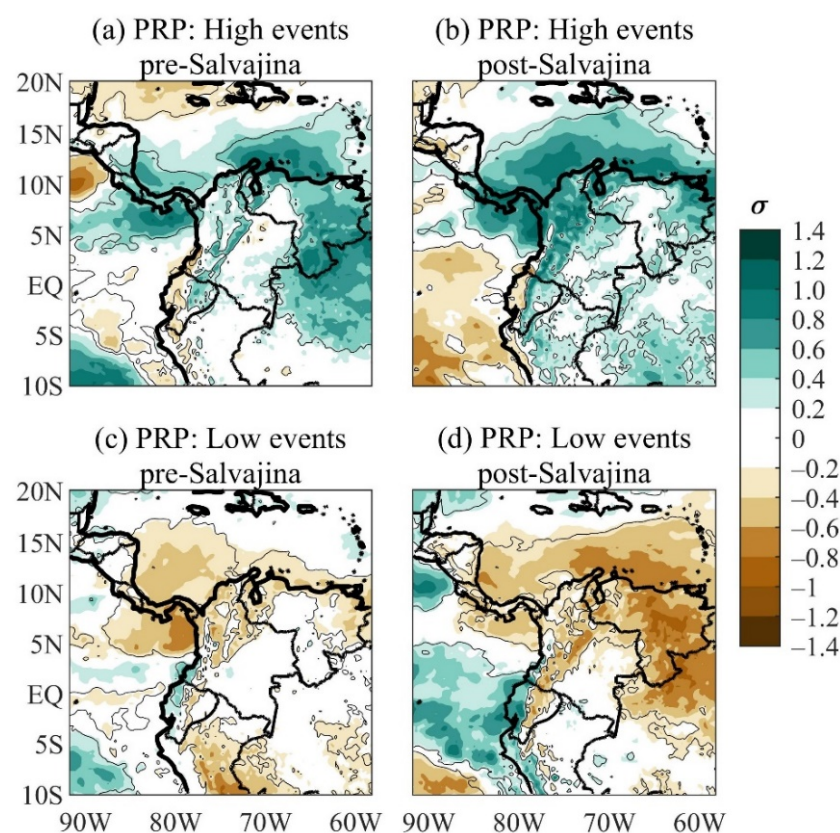 (a) PRP: High events
pre-Salvajina
(b) PRP: High events
post-Salvajina
20N
15N
10N
5N
EQ
5S
10S
σ
1.4
1.2
1.0
0.8
0.6
0.4
0.2
0
–0.2
–0.4
–0.6
–0.8
–1
–1.2
–1.4
(c) PRP: Low events
pre-Salvajina
(d) PRP: Low events
post-Salvajina
20N
15N
10N
5N
EQ
5S
10S
90W 80W 70W 60W
90W 80W 70W 60W